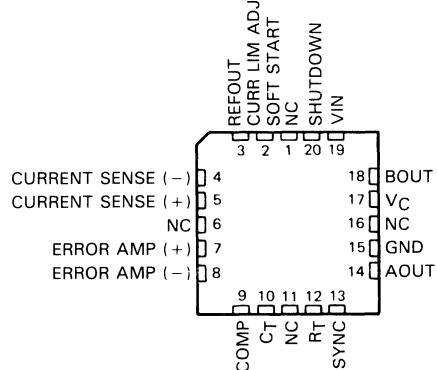 REFOUT
CURR LIM ADJ
SOFT START
NC
SHUTDOWN
VIN
3 2 1 20 19
CURRENT SENSE (−) 4
CURRENT SENSE (+) 5
NC 6
ERROR AMP (+) 7
ERROR AMP (−) 8
18 BOUT
17 VC
16 NC
15 GND
14 AOUT
9 10 11 12 13
COMP
CT
NC
RT
SYNC